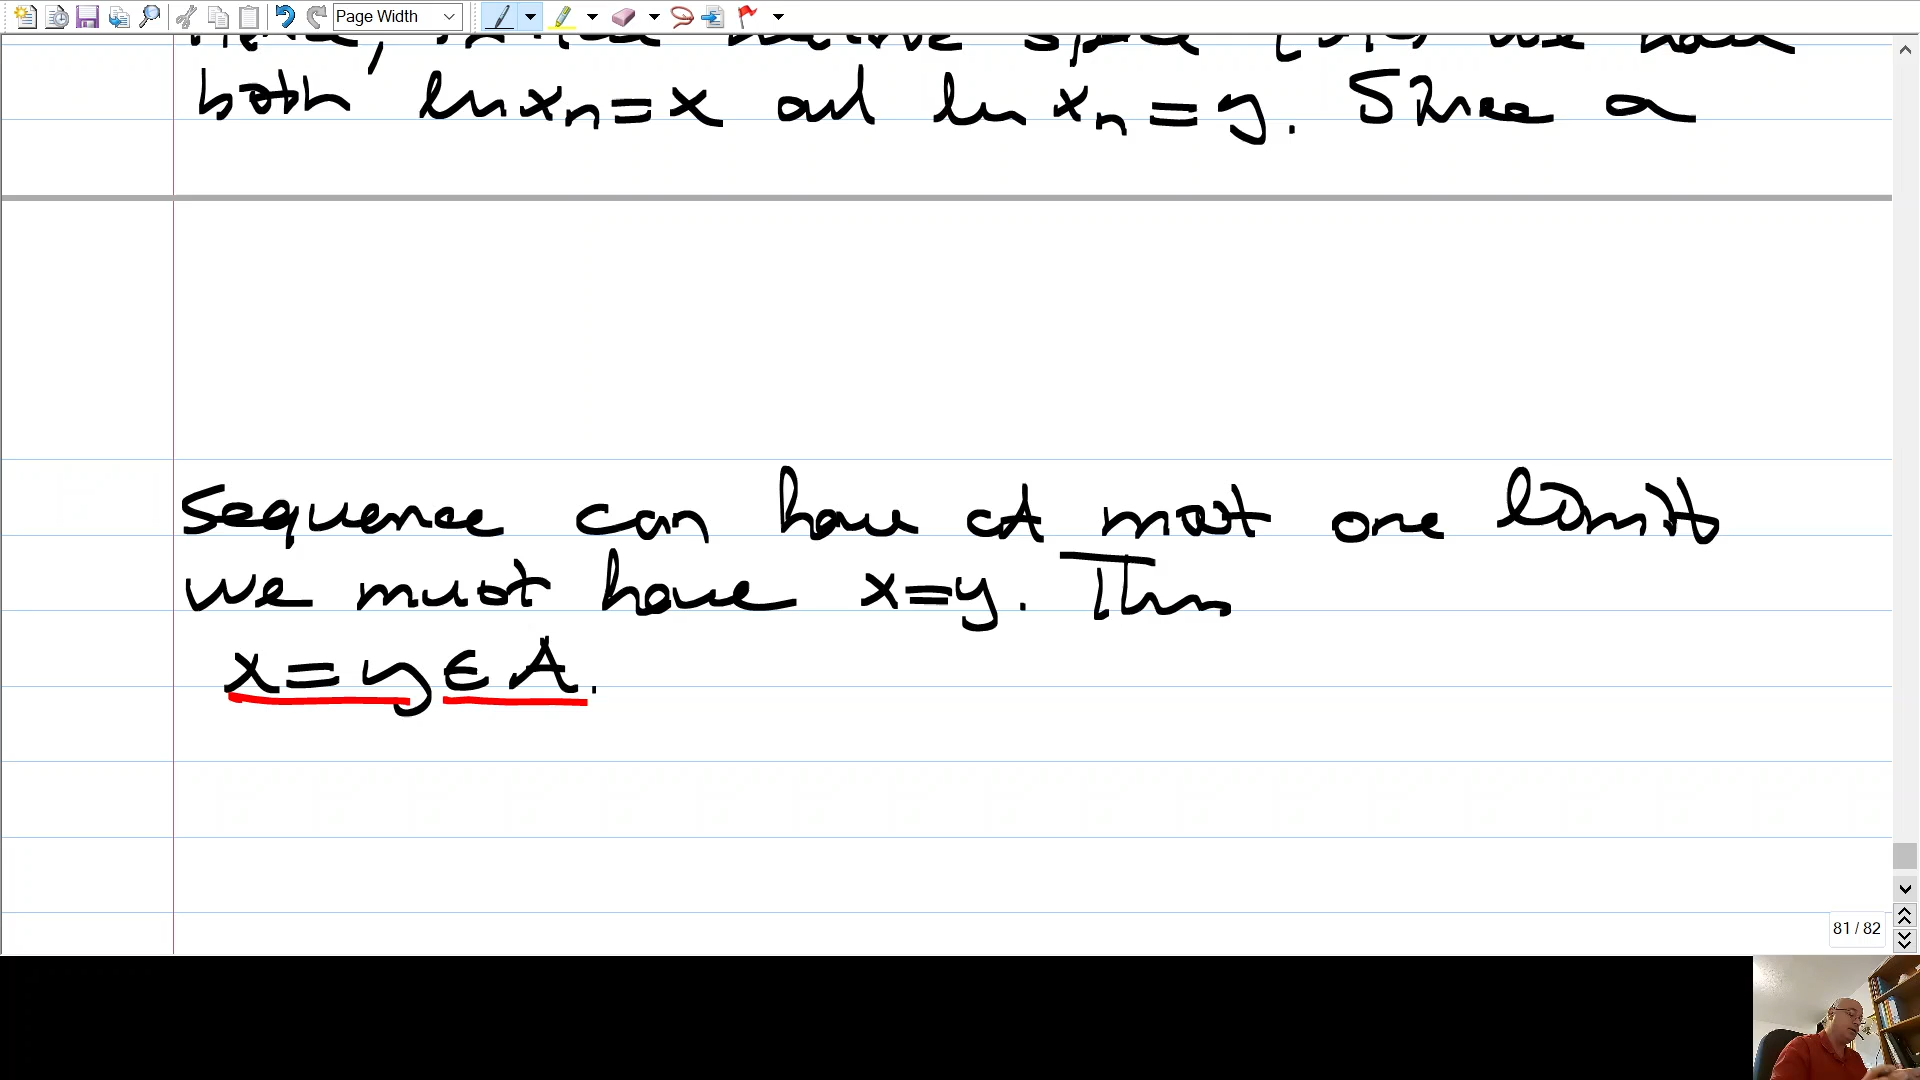 Page Width
both lim xₙ = x and lim xₙ = y. Since a
sequence can have at most one limit
we must have x=y. Thus
x = y ∈ A.
81 / 82